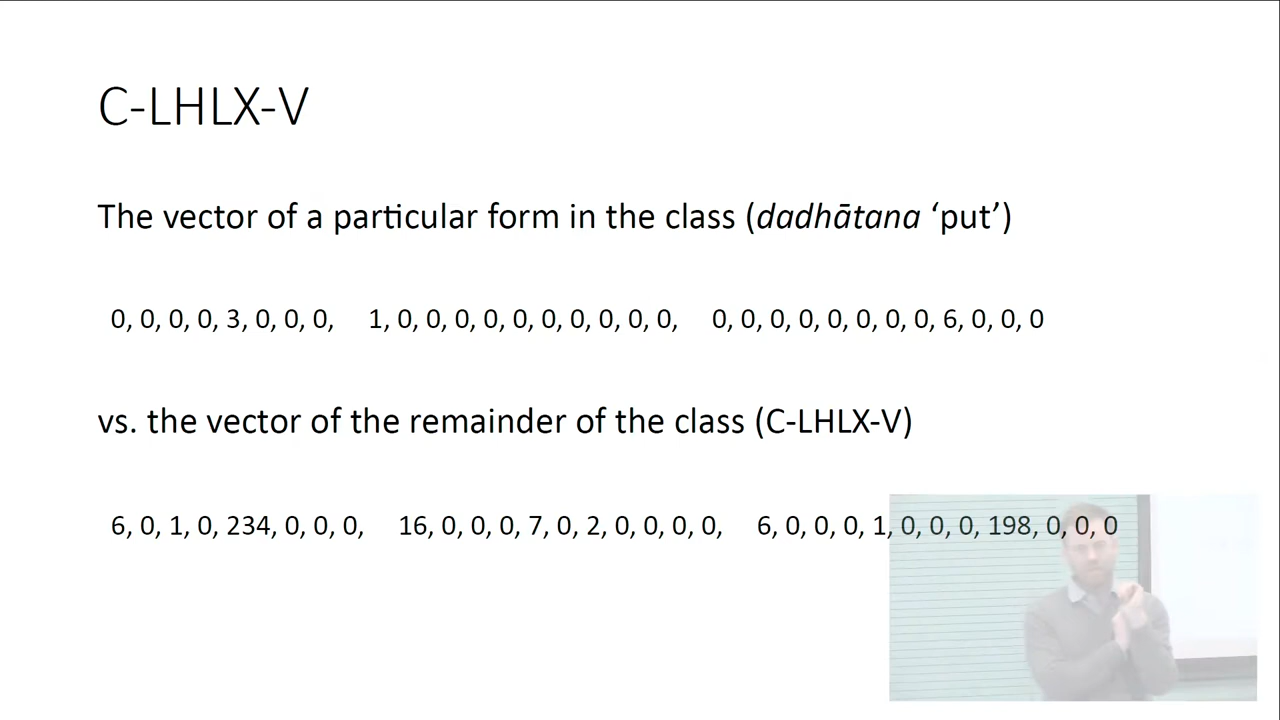 C-LHLX-V
The vector of a particular form in the class (dadhātana ‘put’)
0, 0, 0, 0, 3, 0, 0, 0, 1, 0, 0, 0, 0, 0, 0, 0, 0, 0, 0, 0, 0, 0, 0, 0, 0, 0, 0, 6, 0, 0, 0
vs. the vector of the remainder of the class (C-LHLX-V)
6, 0, 1, 0, 234, 0, 0, 0, 16, 0, 0, 0, 7, 0, 2, 0, 0, 0, 0, 6, 0, 0, 0, 1, 0, 0, 0, 198, 0, 0, 0